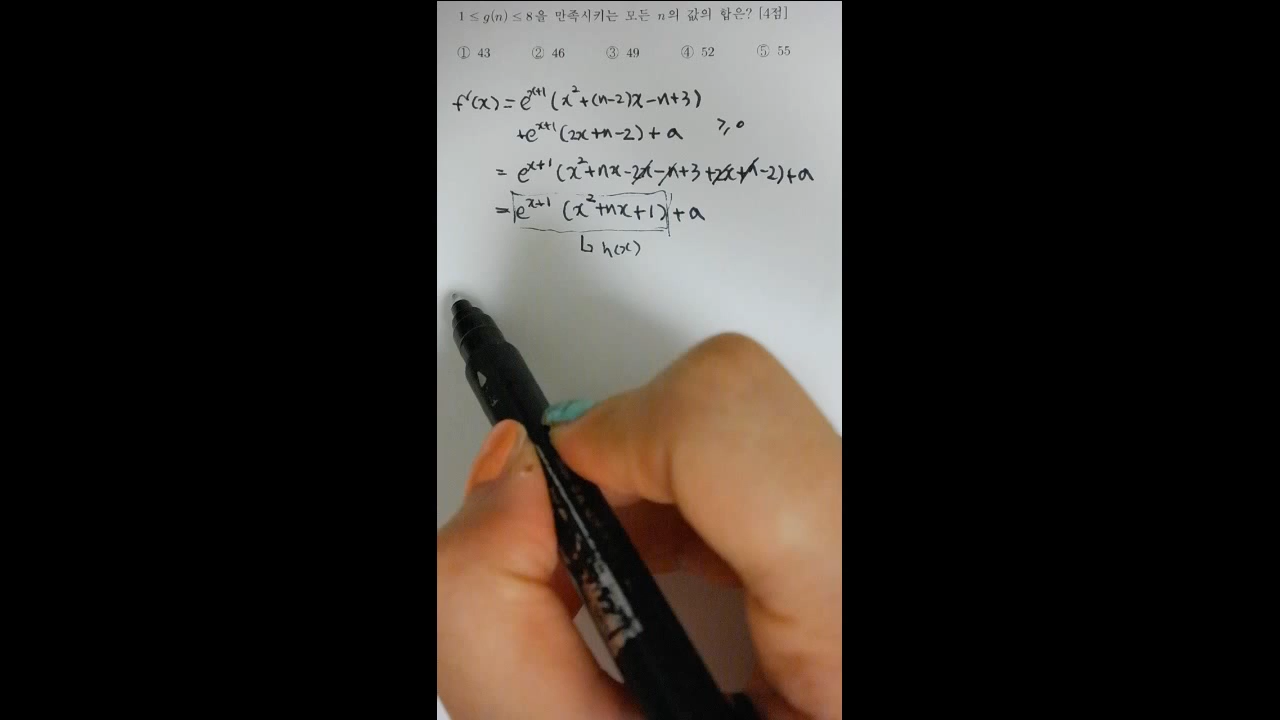 1 ≤ g(n) ≤ 8을 만족시키는 모든 n의 값의 합은? [4점]
① 43 ② 46 ③ 49 ④ 52 ⑤ 55
f'(x) = e^{x+1} (x²+(n-2)x-n+3)
+e^{x+1} (2x+n-2) + a ≥0
= e^{x+1} (x²+nx-2x-n+3+2x+n-2)+a
= e^{x+1} (x²+nx+1) + a
↳ h(x)